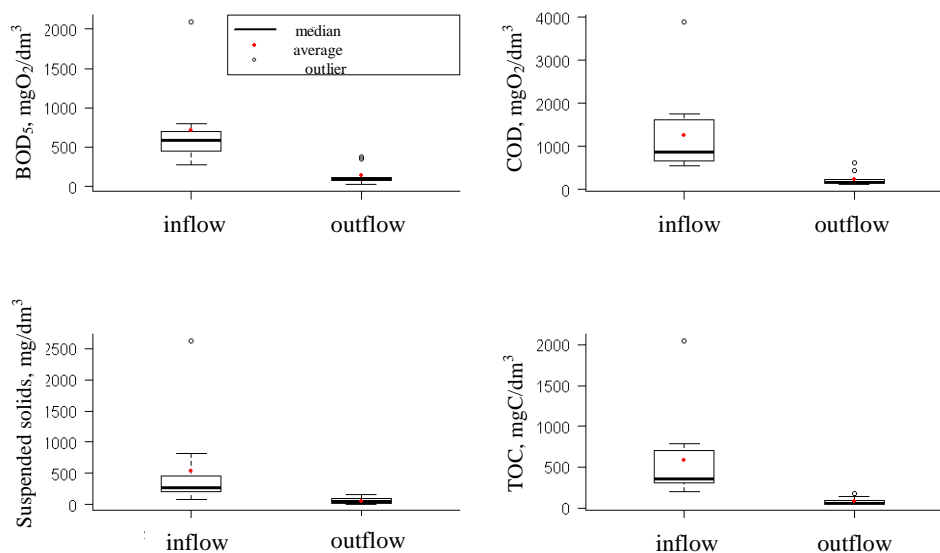 BOD₅, mgO₂/dm³
2000
1500
1000
500
0
inflow
outflow
median
average
outlier
COD, mgO₂/dm³
4000
3000
2000
1000
0
inflow
outflow
Suspended solids, mg/dm³
2500
2000
1500
1000
500
0
inflow
outflow
TOC, mgC/dm³
2000
1500
1000
500
0
inflow
outflow